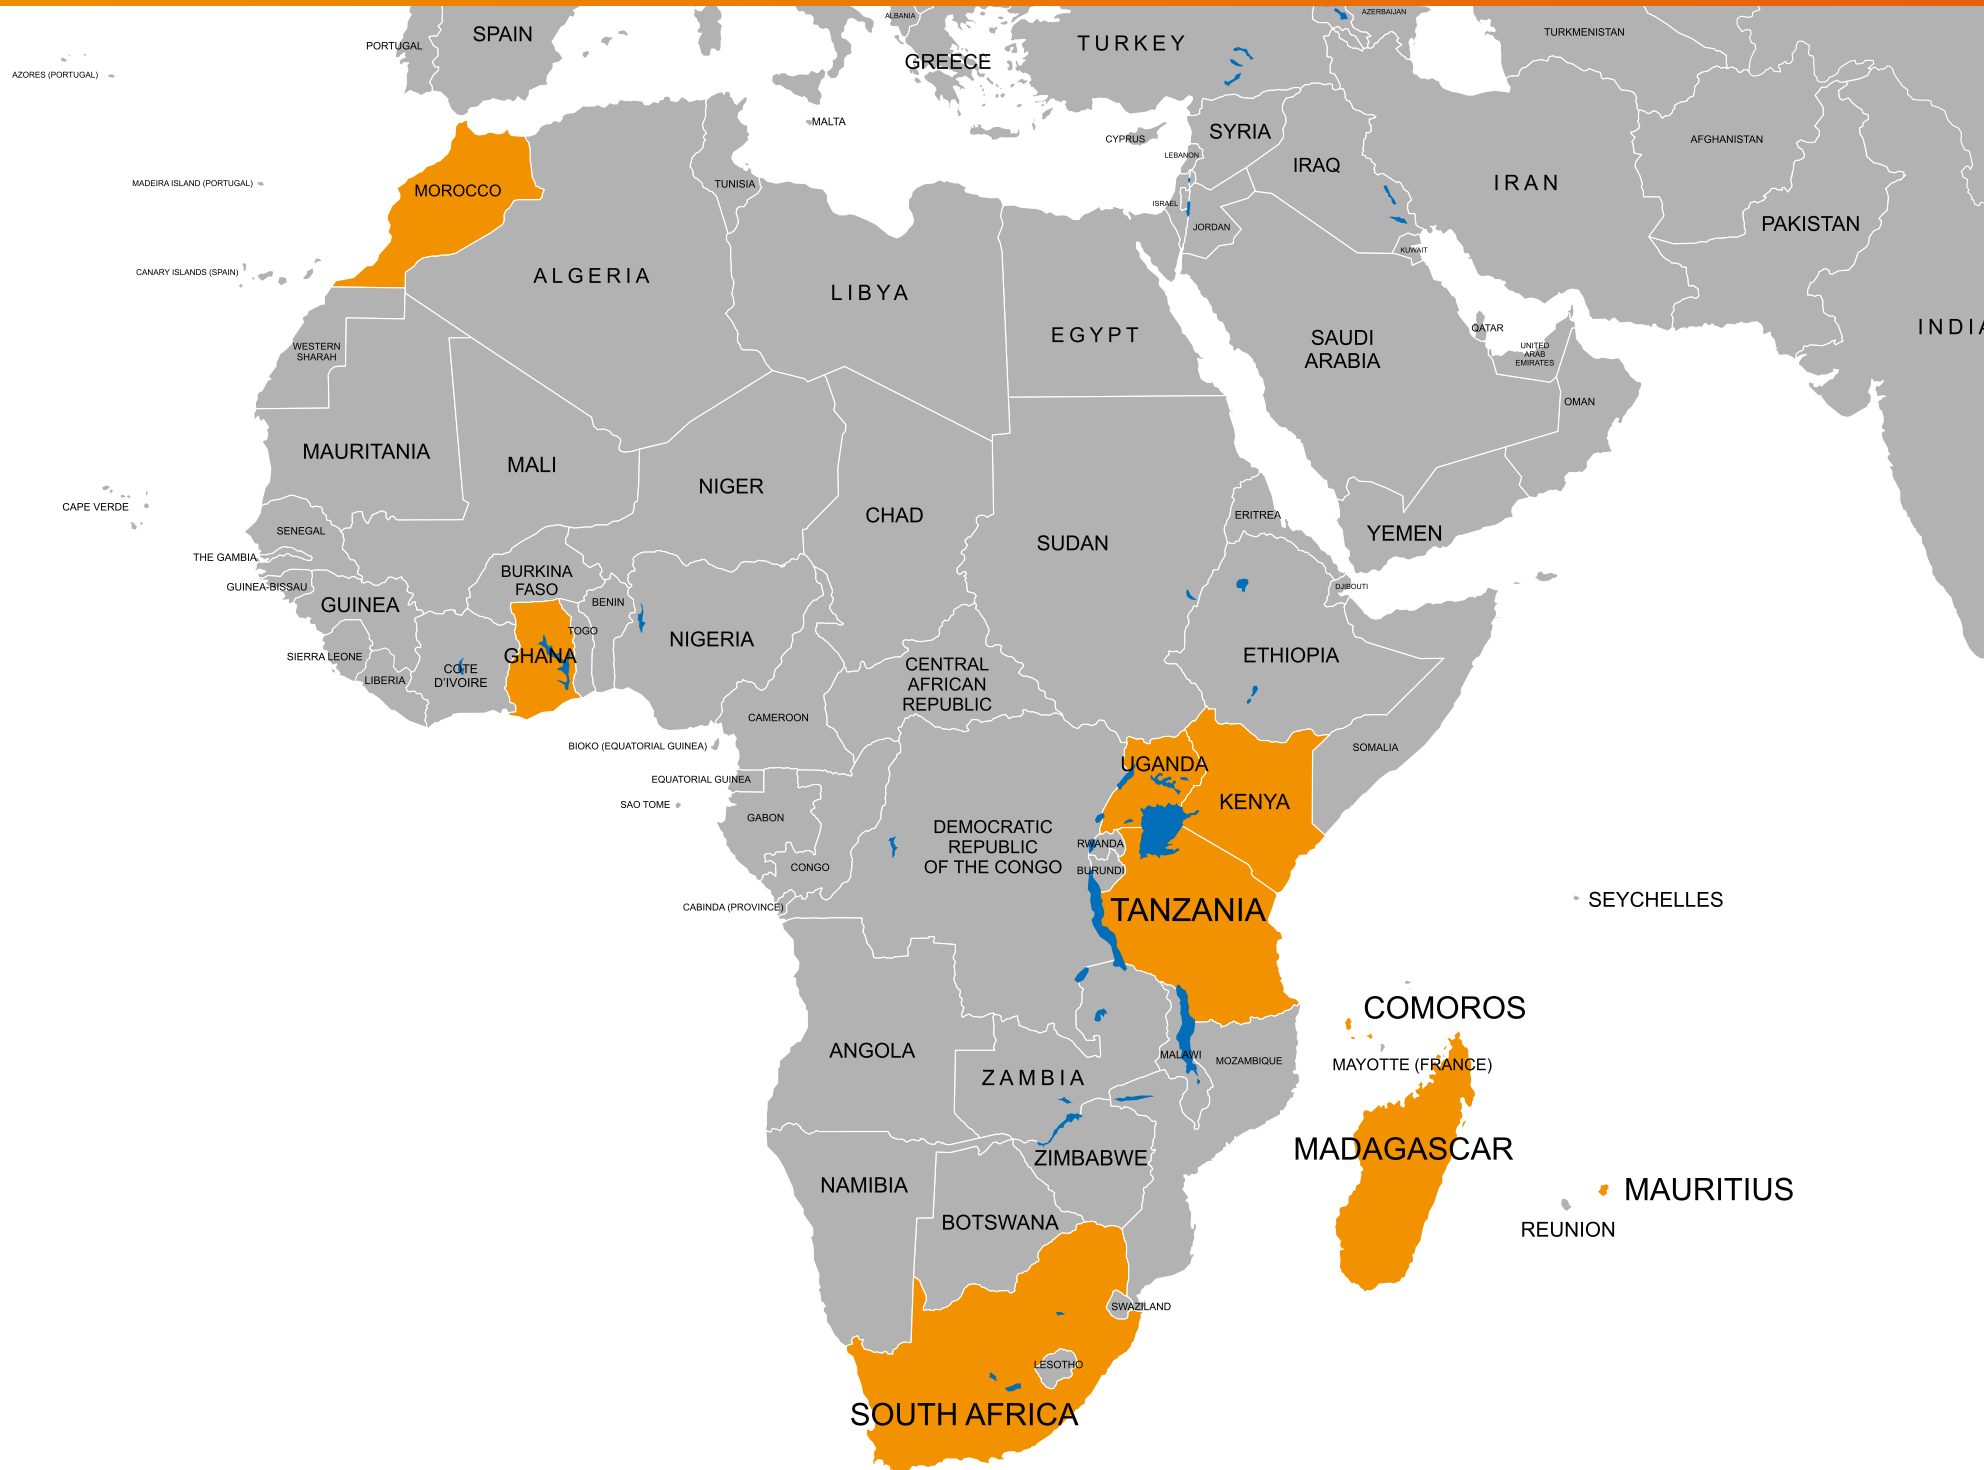 ALBANIA
AZERBAIJAN
SPAIN
TURKMENISTAN
PORTUGAL
TURKEY
GREECE
AZORES (PORTUGAL)
MALTA
SYRIA
CYPRUS
AFGHANISTAN
LEBANON
IRAQ
MADEIRA ISLAND (PORTUGAL)
TUNISIA
IRAN
MOROCCO
ISRAEL
JORDAN
PAKISTAN
KUWAIT
CANARY ISLANDS (SPAIN)
ALGERIA
LIBYA
EGYPT
QATAR
INDIA
SAUDI
ARABIA
WESTERN
SHARAH
UNITED
ARAB
EMIRATES
OMAN
MAURITANIA
MALI
NIGER
CAPE VERDE
CHAD
ERITREA
SENEGAL
YEMEN
SUDAN
THE GAMBIA
BURKINA
FASO
GUINEA-BISSAU
DJIBOUTI
GUINEA
BENIN
TOGO
NIGERIA
SIERRA LEONE
GHANA
ETHIOPIA
COTE
D'IVOIRE
LIBERIA
CENTRAL
AFRICAN
REPUBLIC
CAMEROON
BIOKO (EQUATORIAL GUINEA)
SOMALIA
UGANDA
EQUATORIAL GUINEA
KENYA
SAO TOME
GABON
DEMOCRATIC
REPUBLIC
OF THE CONGO
RWANDA
CONGO
BURUNDI
CABINDA (PROVINCE)
TANZANIA
SEYCHELLES
COMOROS
ANGOLA
MALAWI
MOZAMBIQUE
MAYOTTE (FRANCE)
ZAMBIA
MADAGASCAR
ZIMBABWE
NAMIBIA
MAURITIUS
BOTSWANA
REUNION
SWAZILAND
LESOTHO
SOUTH AFRICA